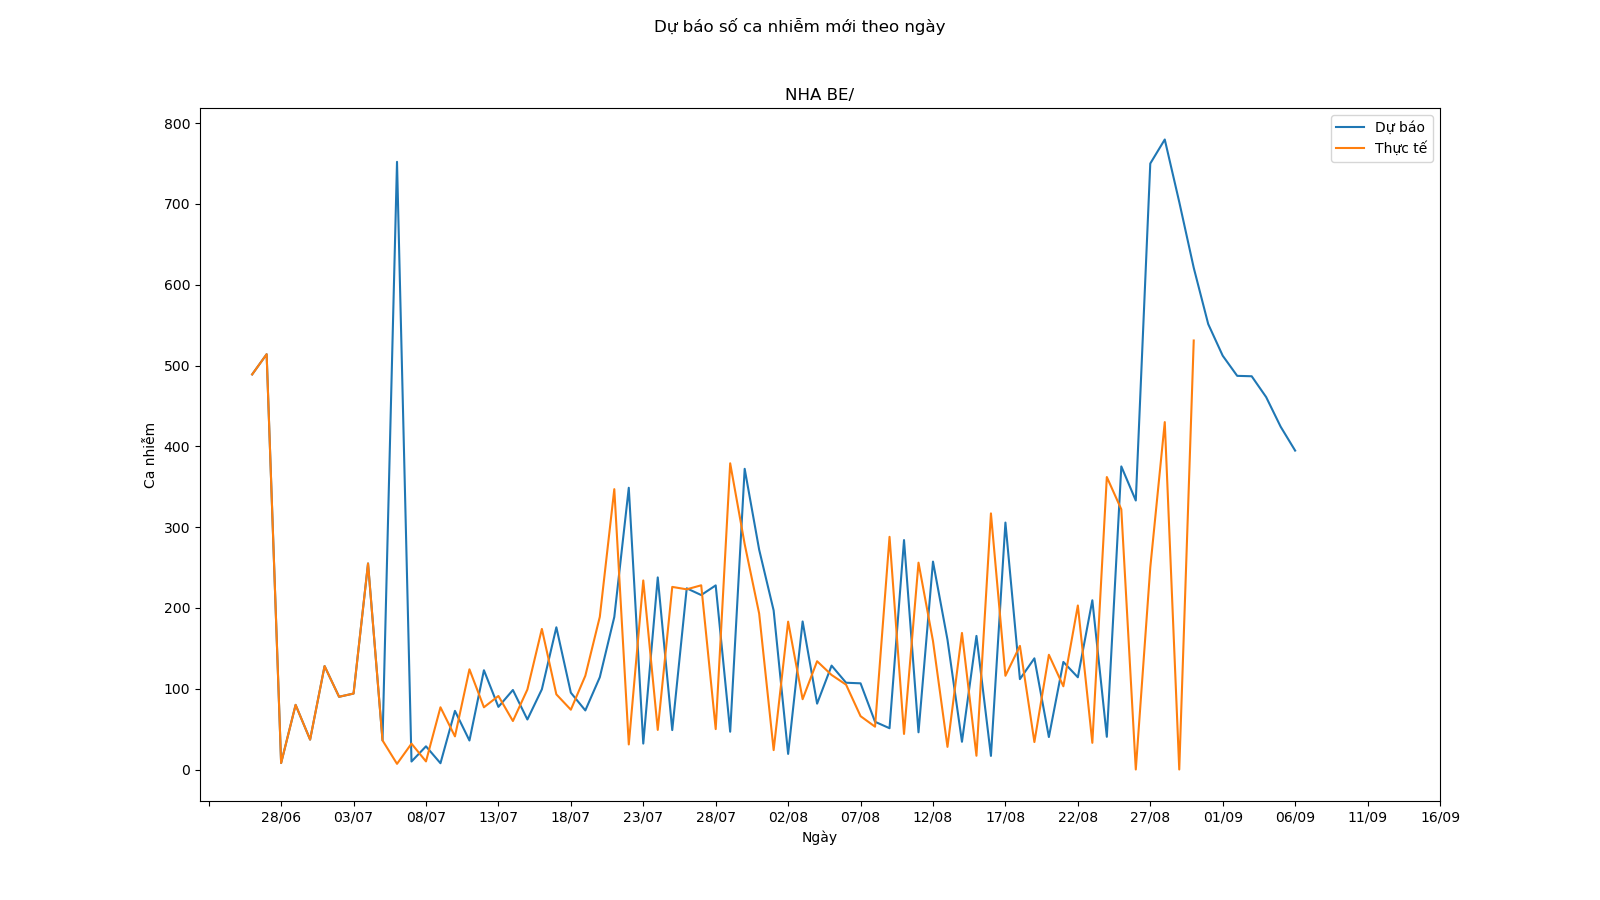 Dự báo số ca nhiễm mới theo ngày
NHA BE/
Dự báo
Thực tế
800
700
600
500
400
300
200
100
0
Ca nhiễm
28/06 03/07 08/07 13/07 18/07 23/07 28/07 02/08 07/08 12/08 17/08 22/08 27/08 01/09 06/09 11/09 16/09
Ngày